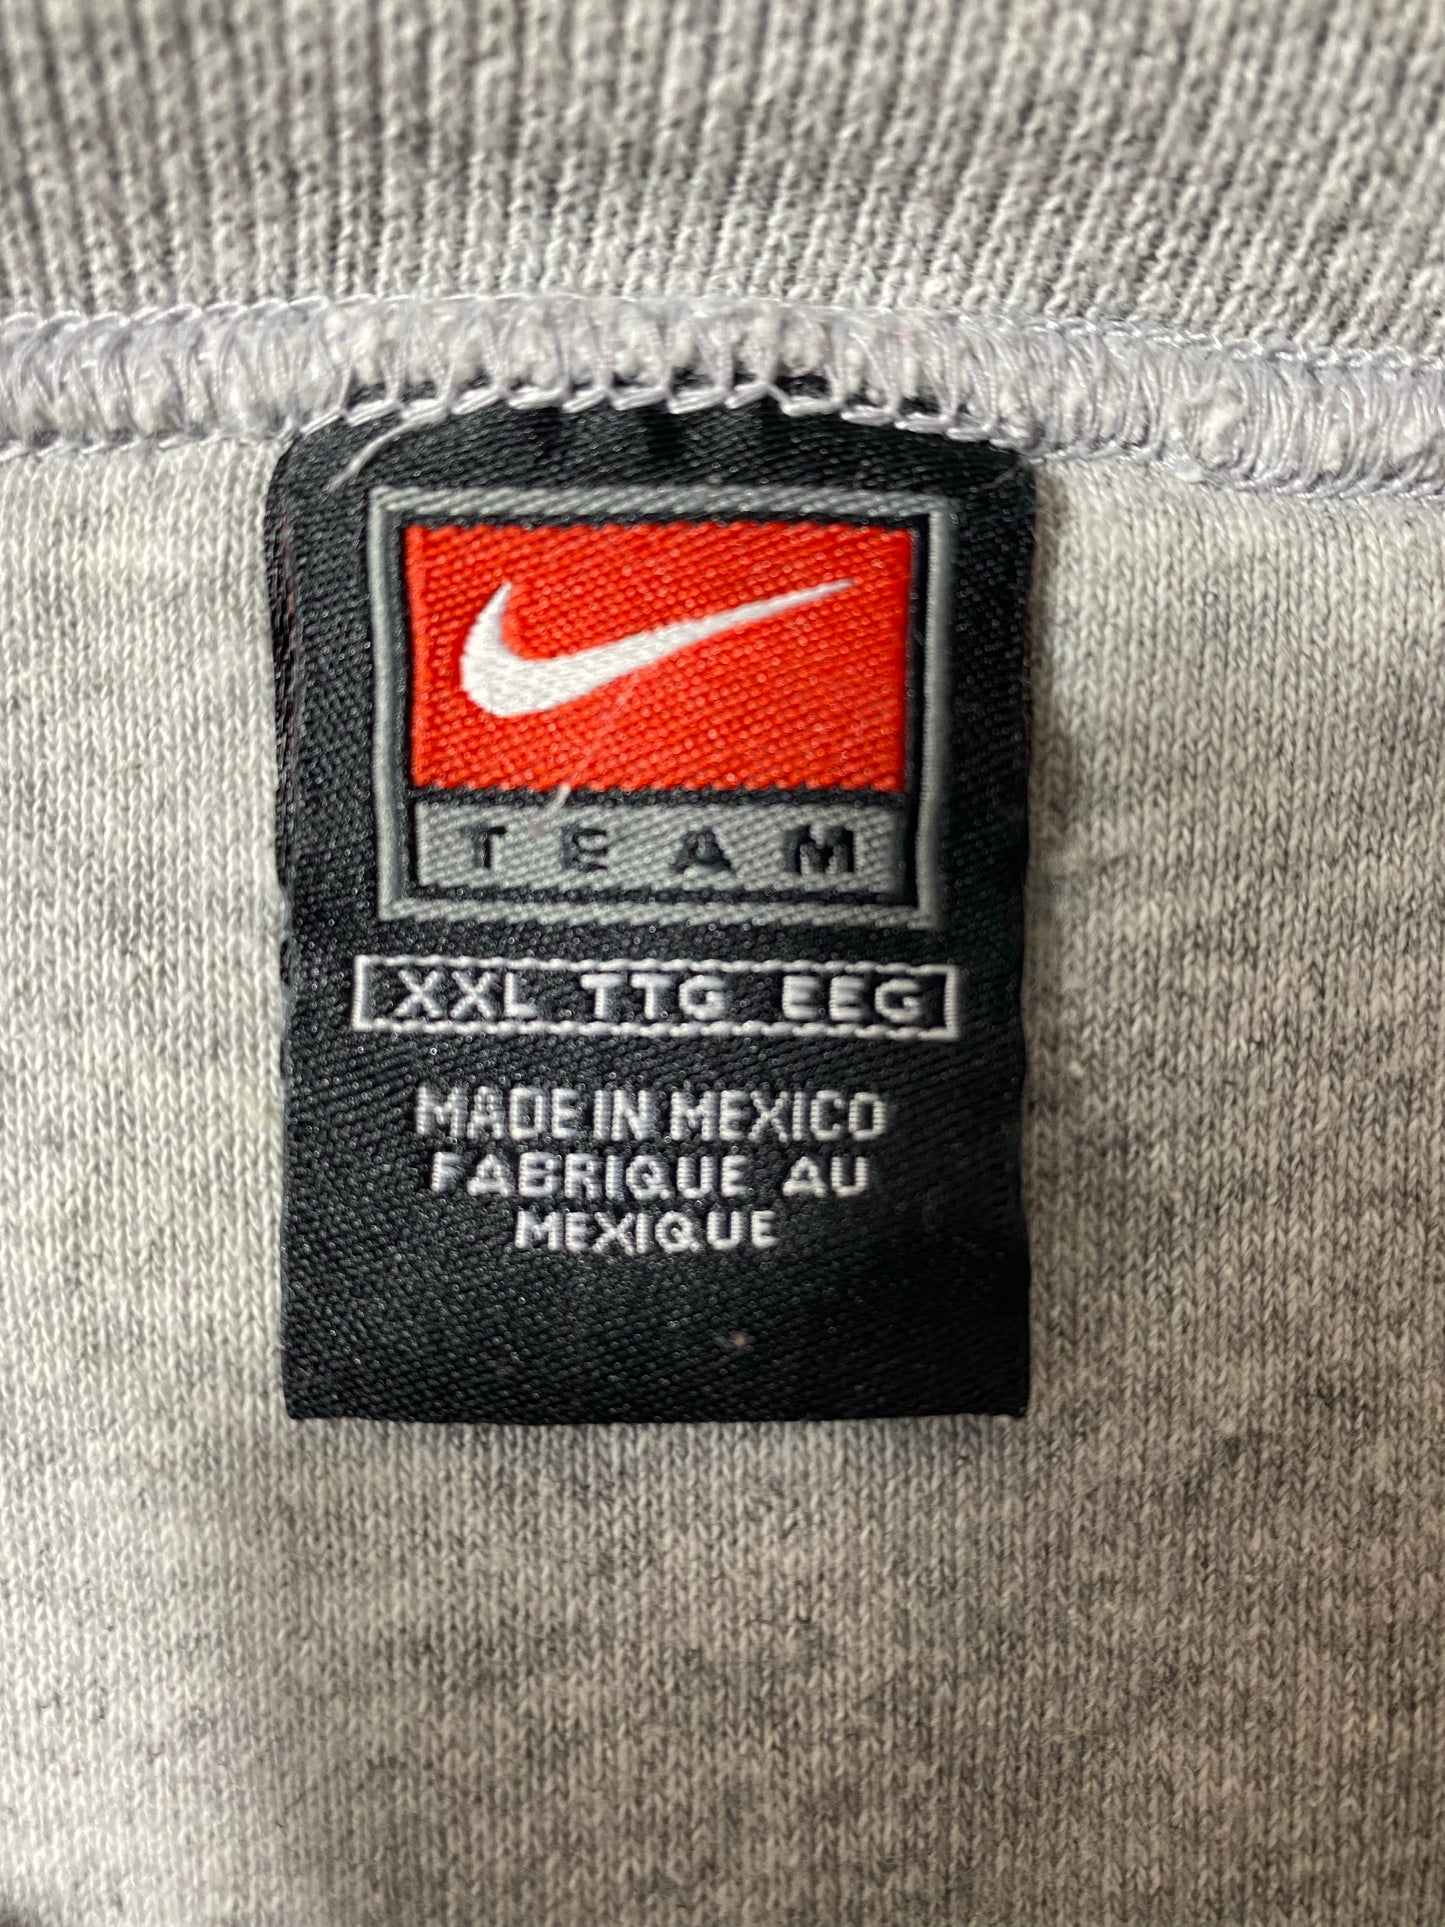 TEAM
XXL TTG EEG
MADE IN MEXICO
FABRIQUE AU
MEXIQUE